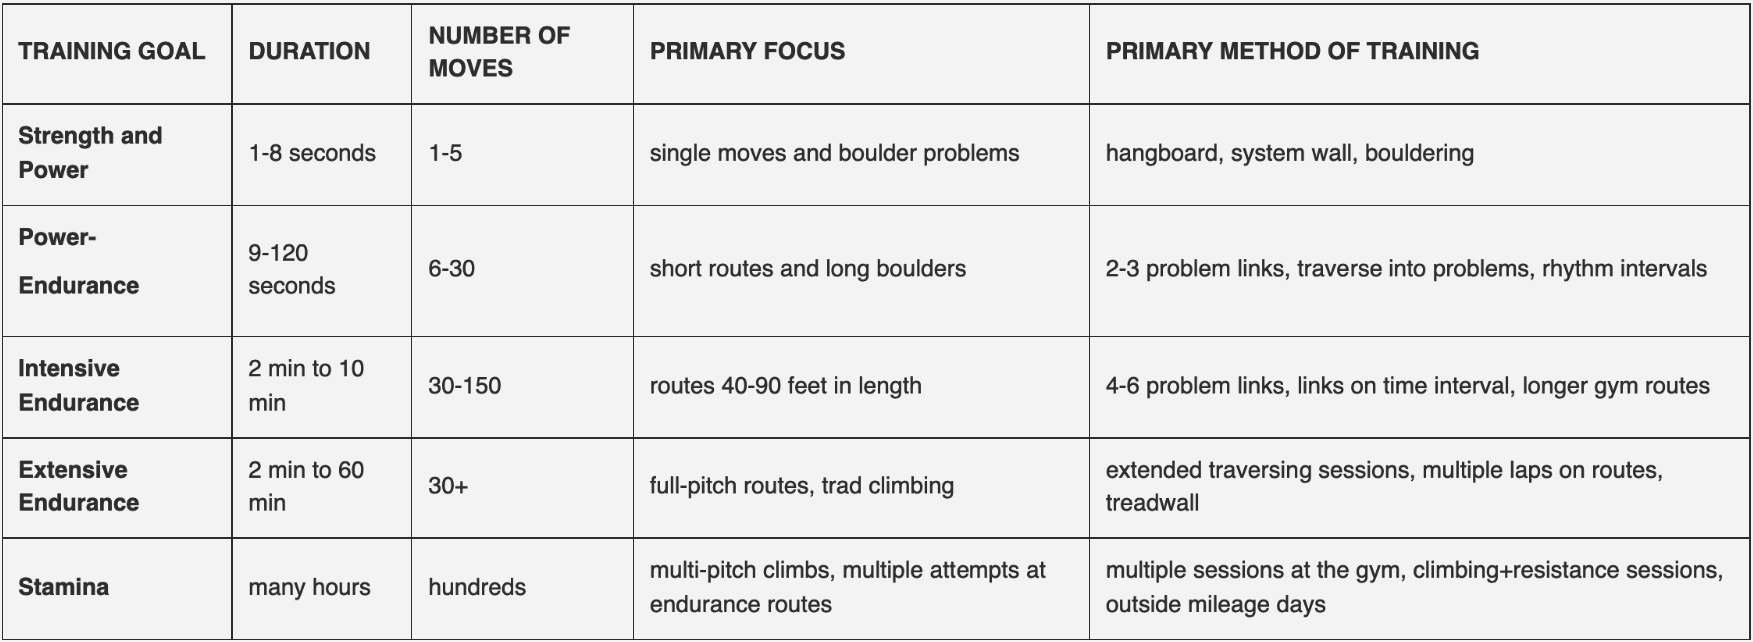 TRAINING GOAL
DURATION
NUMBER OF
MOVES
PRIMARY FOCUS
PRIMARY METHOD OF TRAINING
Strength and
Power
1-8 seconds
1-5
single moves and boulder problems
hangboard, system wall, bouldering
Power-
Endurance
9-120
seconds
6-30
short routes and long boulders
2-3 problem links, traverse into problems, rhythm intervals
Intensive
Endurance
2 min to 10
min
30-150
routes 40-90 feet in length
4-6 problem links, links on time interval, longer gym routes
Extensive
Endurance
2 min to 60
min
30+
full-pitch routes, trad climbing
extended traversing sessions, multiple laps on routes,
treadwall
Stamina
many hours
hundreds
multi-pitch climbs, multiple attempts at
endurance routes
multiple sessions at the gym, climbing+resistance sessions,
outside mileage days